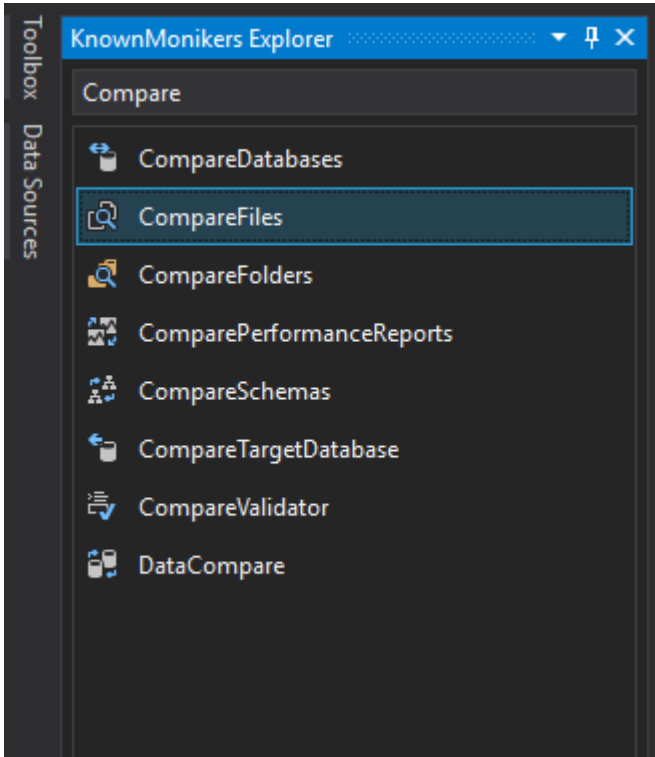 Toolbox
Data Sources
KnownMonikers Explorer
Compare
CompareDatabases
CompareFiles
CompareFolders
ComparePerformanceReports
CompareSchemas
CompareTargetDatabase
CompareValidator
DataCompare